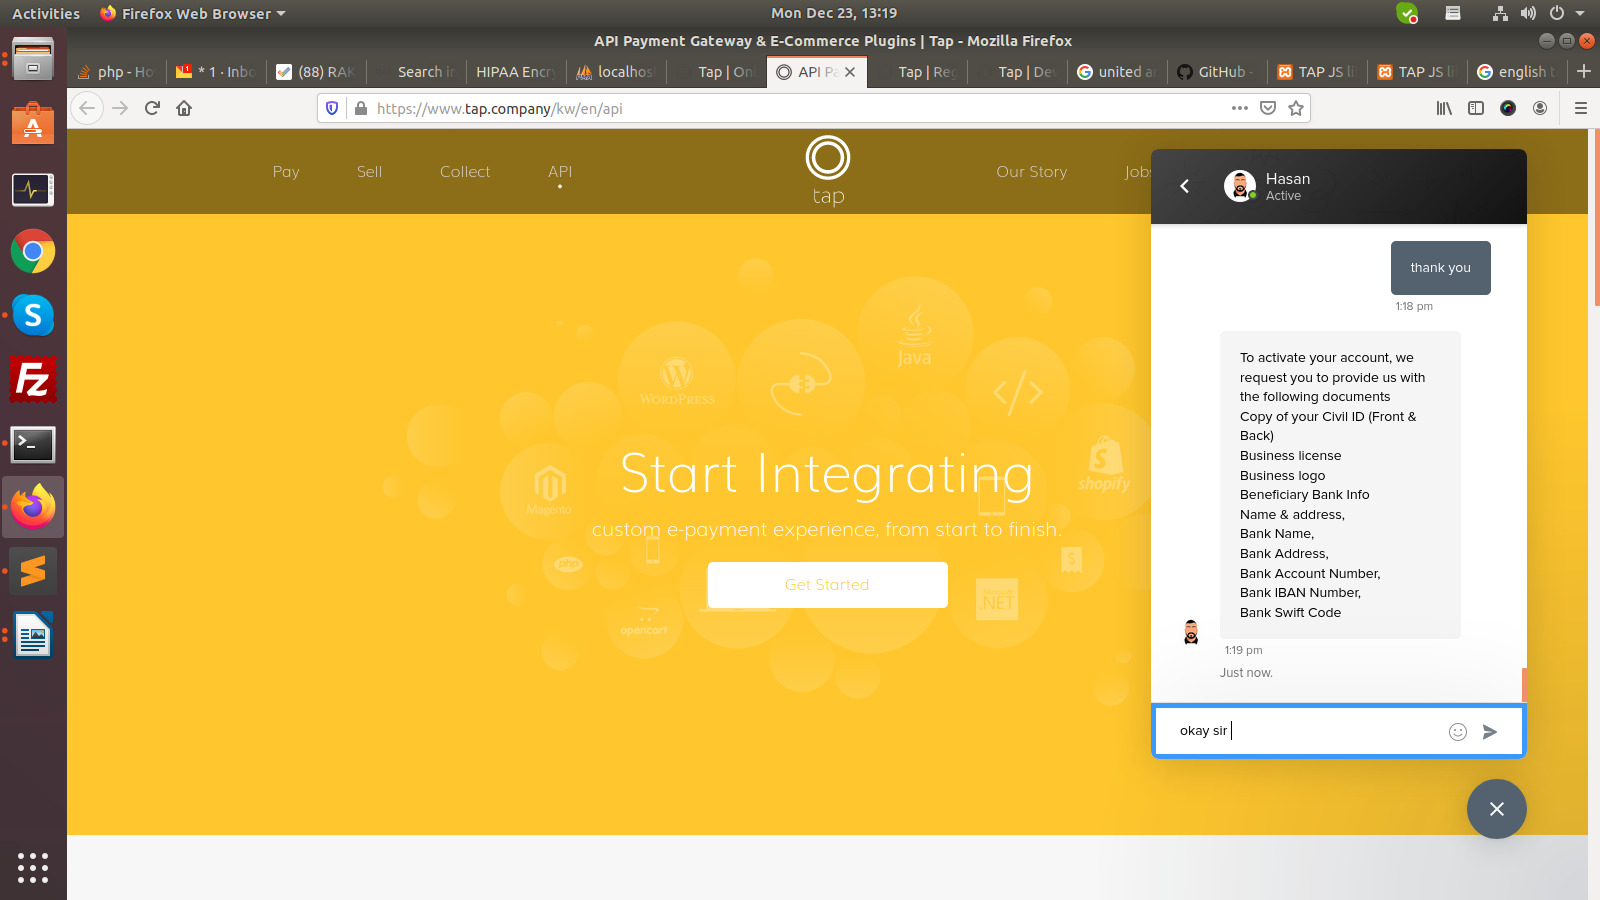 Activities
Firefox Web Browser
Mon Dec 23, 13:19
API Payment Gateway & E-Commerce Plugins | Tap - Mozilla Firefox
php - Ho
* 1 · Inbo
(88) RAK
Search in
HIPAA Encry
localhos
Tap | Onl
API Pa
Tap | Reg
Tap | Dev
united ar
GitHub -
TAP JS li
TAP JS li
english t
https://www.tap.company/kw/en/api
Pay
Sell
Collect
API
tap
Our Story
Jobs
Hasan
Active
thank you
1:18 pm
To activate your account, we
request you to provide us with
the following documents
Copy of your Civil ID (Front &
Back)
Business license
Business logo
Beneficiary Bank Info
Name & address,
Bank Name,
Bank Address,
Bank Account Number,
Bank IBAN Number,
Bank Swift Code
1:19 pm
Just now.
okay sir
Java
WORDPRESS
Magento
shopify
Start Integrating
custom e-payment experience, from start to finish.
php
Get Started
opencart
.NET